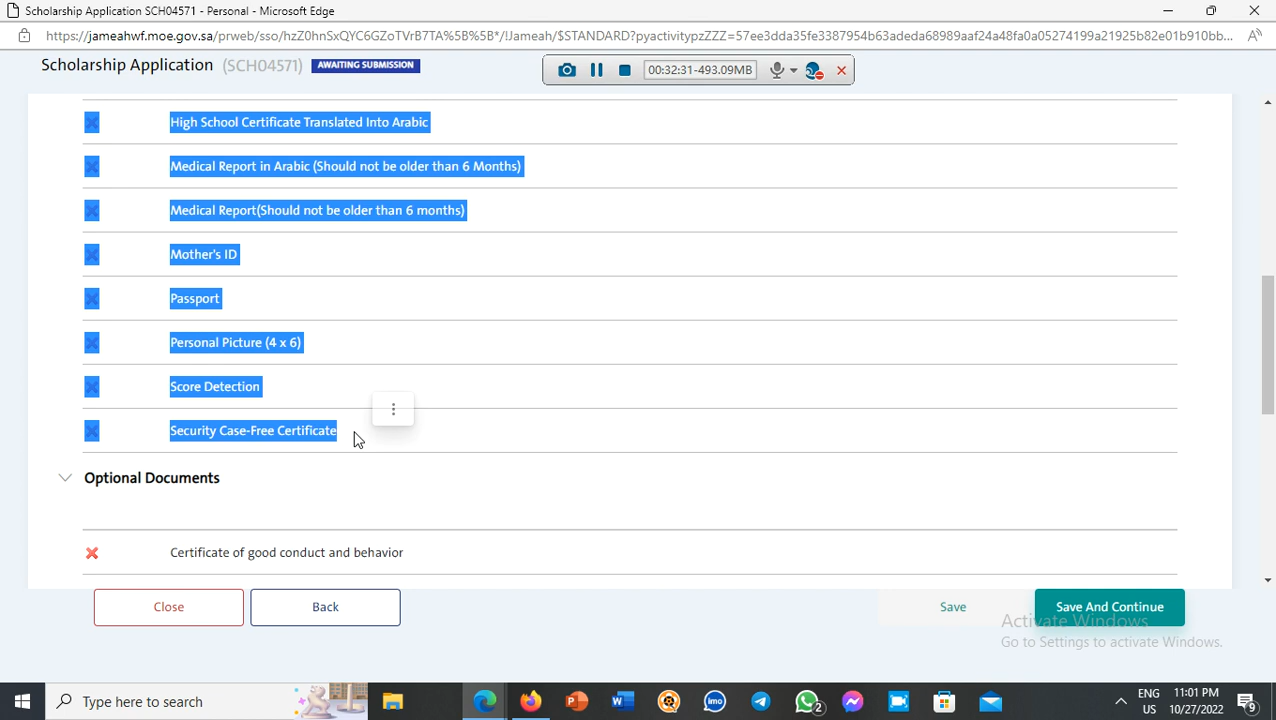 Scholarship Application SCH04571 - Personal - Microsoft Edge
https://jameahwf.moe.gov.sa/prweb/sso/hzZ0hnSxQYC6GZoTVrB7TA%5B%5B*/!Jameah/$STANDARD?pyactivitypzZZZ=57ee3dda35fe3387954b63adeda68989aaf24a48fa0a05274199a21925b82e01b910bb...
Scholarship Application (SCH04571) AWAITING SUBMISSION
00:32:31-493.09MB
High School Certificate Translated Into Arabic
Medical Report in Arabic (Should not be older than 6 Months)
Medical Report(Should not be older than 6 months)
Mother's ID
Passport
Personal Picture (4 x 6)
Score Detection
Security Case-Free Certificate
Optional Documents
Certificate of good conduct and behavior
Close
Back
Save
Save And Continue
Activate Windows
Go to Settings to activate Windows.
Type here to search
imo
2
ENG
US
11:01 PM
10/27/2022
9